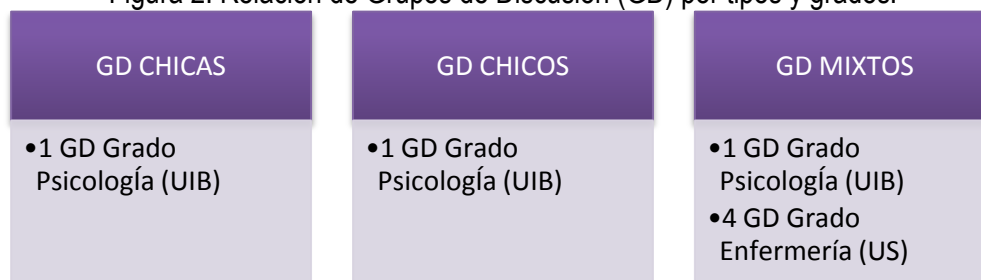 Figura 2. Relación de Grupos de Discusión (GD) por tipos y grados.
GD CHICAS
•1 GD Grado
Psicología (UIB)
GD CHICOS
•1 GD Grado
Psicología (UIB)
GD MIXTOS
•1 GD Grado
Psicología (UIB)
•4 GD Grado
Enfermería (US)